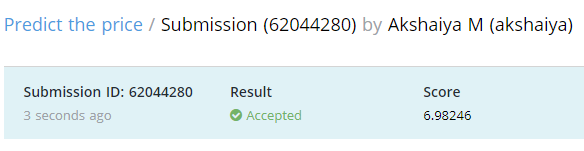 Predict the price / Submission (62044280) by Akshaiya M (akshaiya)
Submission ID: 62044280 Result Score
3 seconds ago Accepted 6.98246